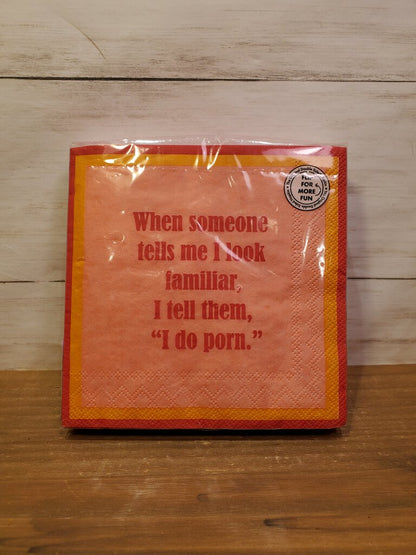 When someone
tells me I look
familiar,
I tell them,
“I do porn.”
FOR
MORE
FUN